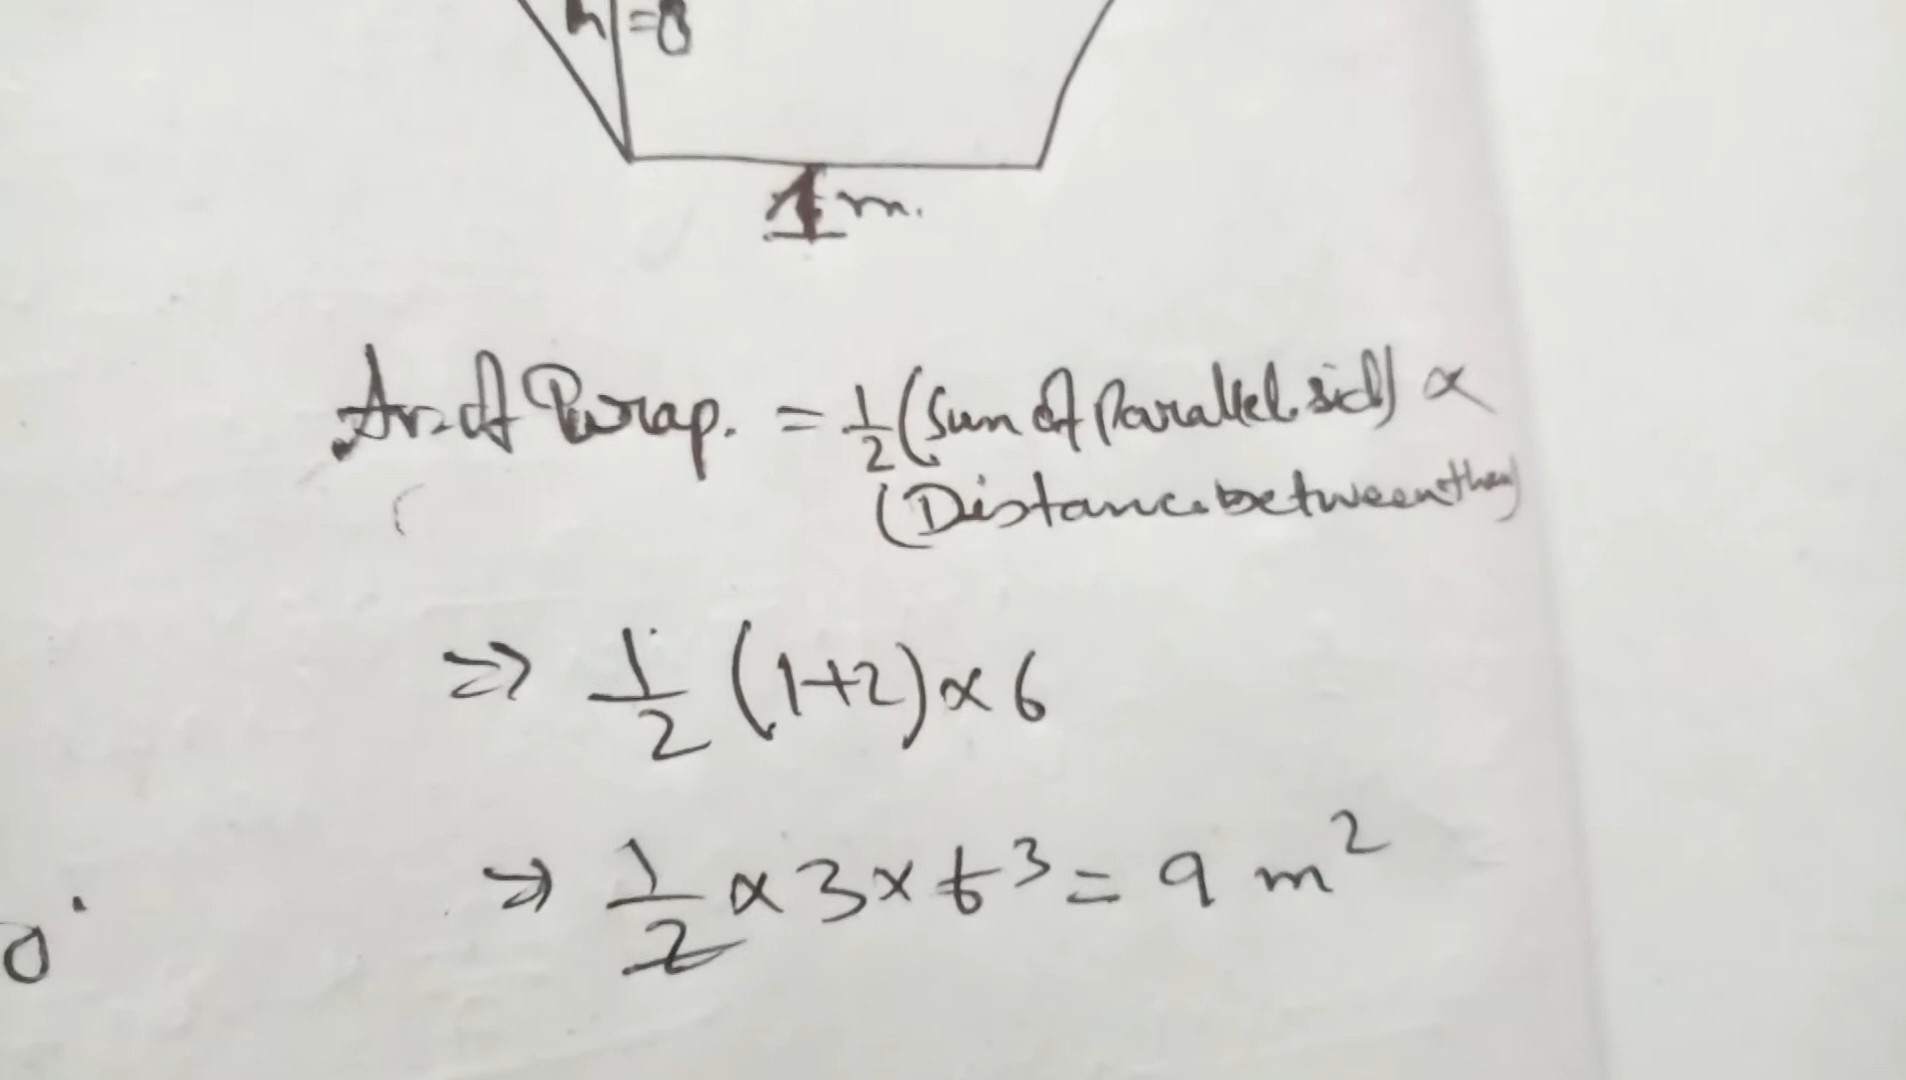 h =8
1 m.
Ar. of Trap. = 1/2 (Sum of Parallel sides) ×
(Distance between them)
⇒ 1/2 (1+2) × 6
⇒ 1/2 × 3 × 6 3 = 9 m²